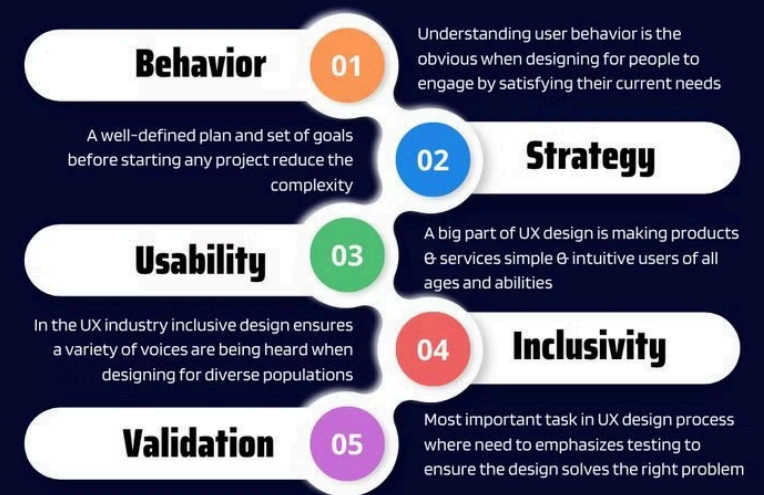 Behavior
01
Understanding user behavior is the
obvious when designing for people to
engage by satisfying their current needs
A well-defined plan and set of goals
before starting any project reduce the
complexity
02
Strategy
Usability
03
A big part of UX design is making products
& services simple & intuitive users of all
ages and abilities
In the UX industry inclusive design ensures
a variety of voices are being heard when
designing for diverse populations
04
Inclusivity
Validation
05
Most important task in UX design process
where need to emphasizes testing to
ensure the design solves the right problem